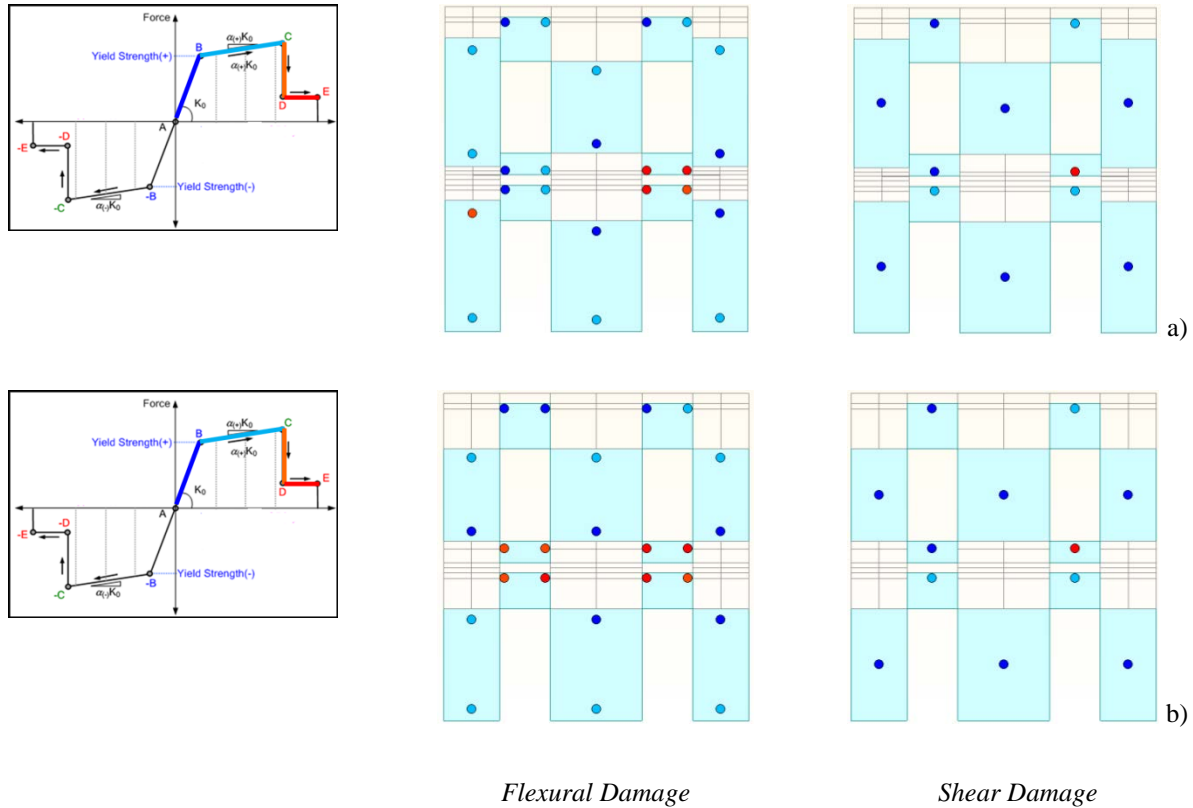 Force
C
α(+)K0
B
Yield Strength(+)
α(+)K0
E
D
K0
A
-D
-E
Yield Strength(-)
-B
-C
α(-)K0
a)
Force
C
α(+)K0
B
Yield Strength(+)
α(+)K0
E
D
K0
A
-D
-E
Yield Strength(-)
-B
-C
α(-)K0
b)
Flexural Damage
Shear Damage